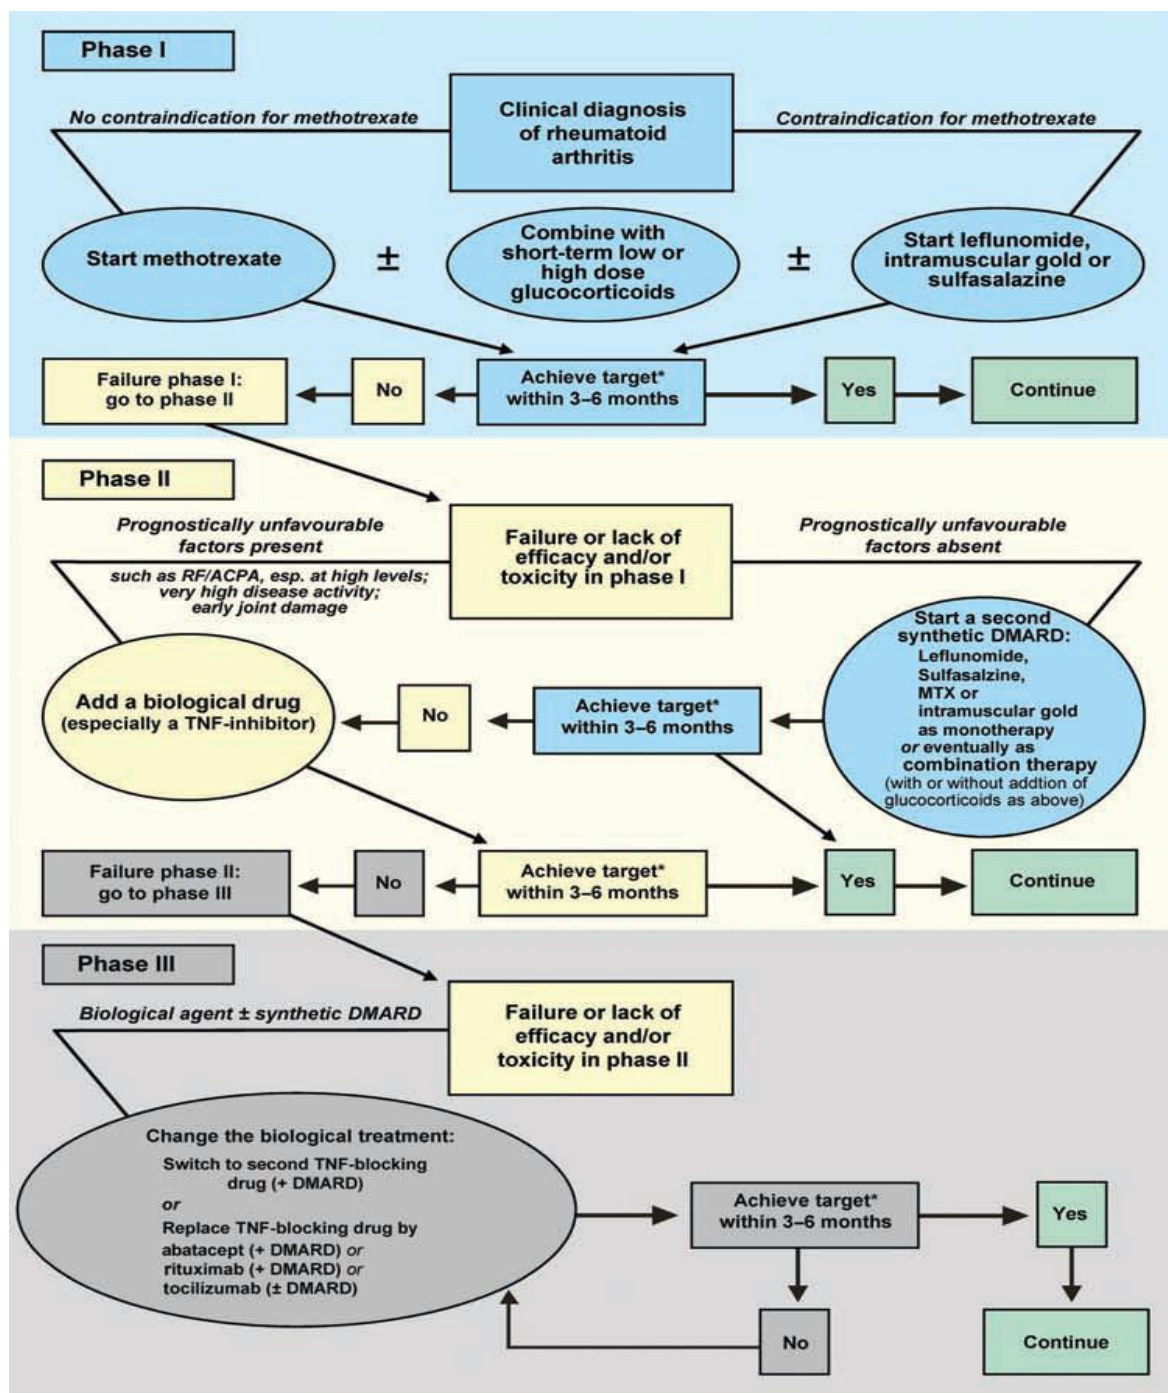 Phase I
No contraindication for methotrexate
Clinical diagnosis
of rheumatoid
arthritis
Contraindication for methotrexate
Start methotrexate
±
Combine with
short-term low or
high dose
glucocorticoids
±
Start leflunomide,
intramuscular gold or
sulfasalazine
Failure phase I:
go to phase II
No
Achieve target*
within 3–6 months
Yes
Continue
Phase II
Prognostically unfavourable
factors present
such as RF/ACPA, esp. at high levels;
very high disease activity;
early joint damage
Failure or lack of
efficacy and/or
toxicity in phase I
Prognostically unfavourable
factors absent
Add a biological drug
(especially a TNF-inhibitor)
No
Achieve target*
within 3–6 months
Start a second
synthetic DMARD:
Leflunomide,
Sulfasalzine,
MTX or
intramuscular gold
as monotherapy
or eventually as
combination therapy
(with or without addtion of
glucocorticoids as above)
Failure phase II:
go to phase III
No
Achieve target*
within 3–6 months
Yes
Continue
Phase III
Biological agent ± synthetic DMARD
Failure or lack of
efficacy and/or
toxicity in phase II
Change the biological treatment:
Switch to second TNF-blocking
drug (+ DMARD)
or
Replace TNF-blocking drug by
abatacept (+ DMARD) or
rituximab (+ DMARD) or
tocilizumab (± DMARD)
Achieve target*
within 3–6 months
Yes
No
Continue